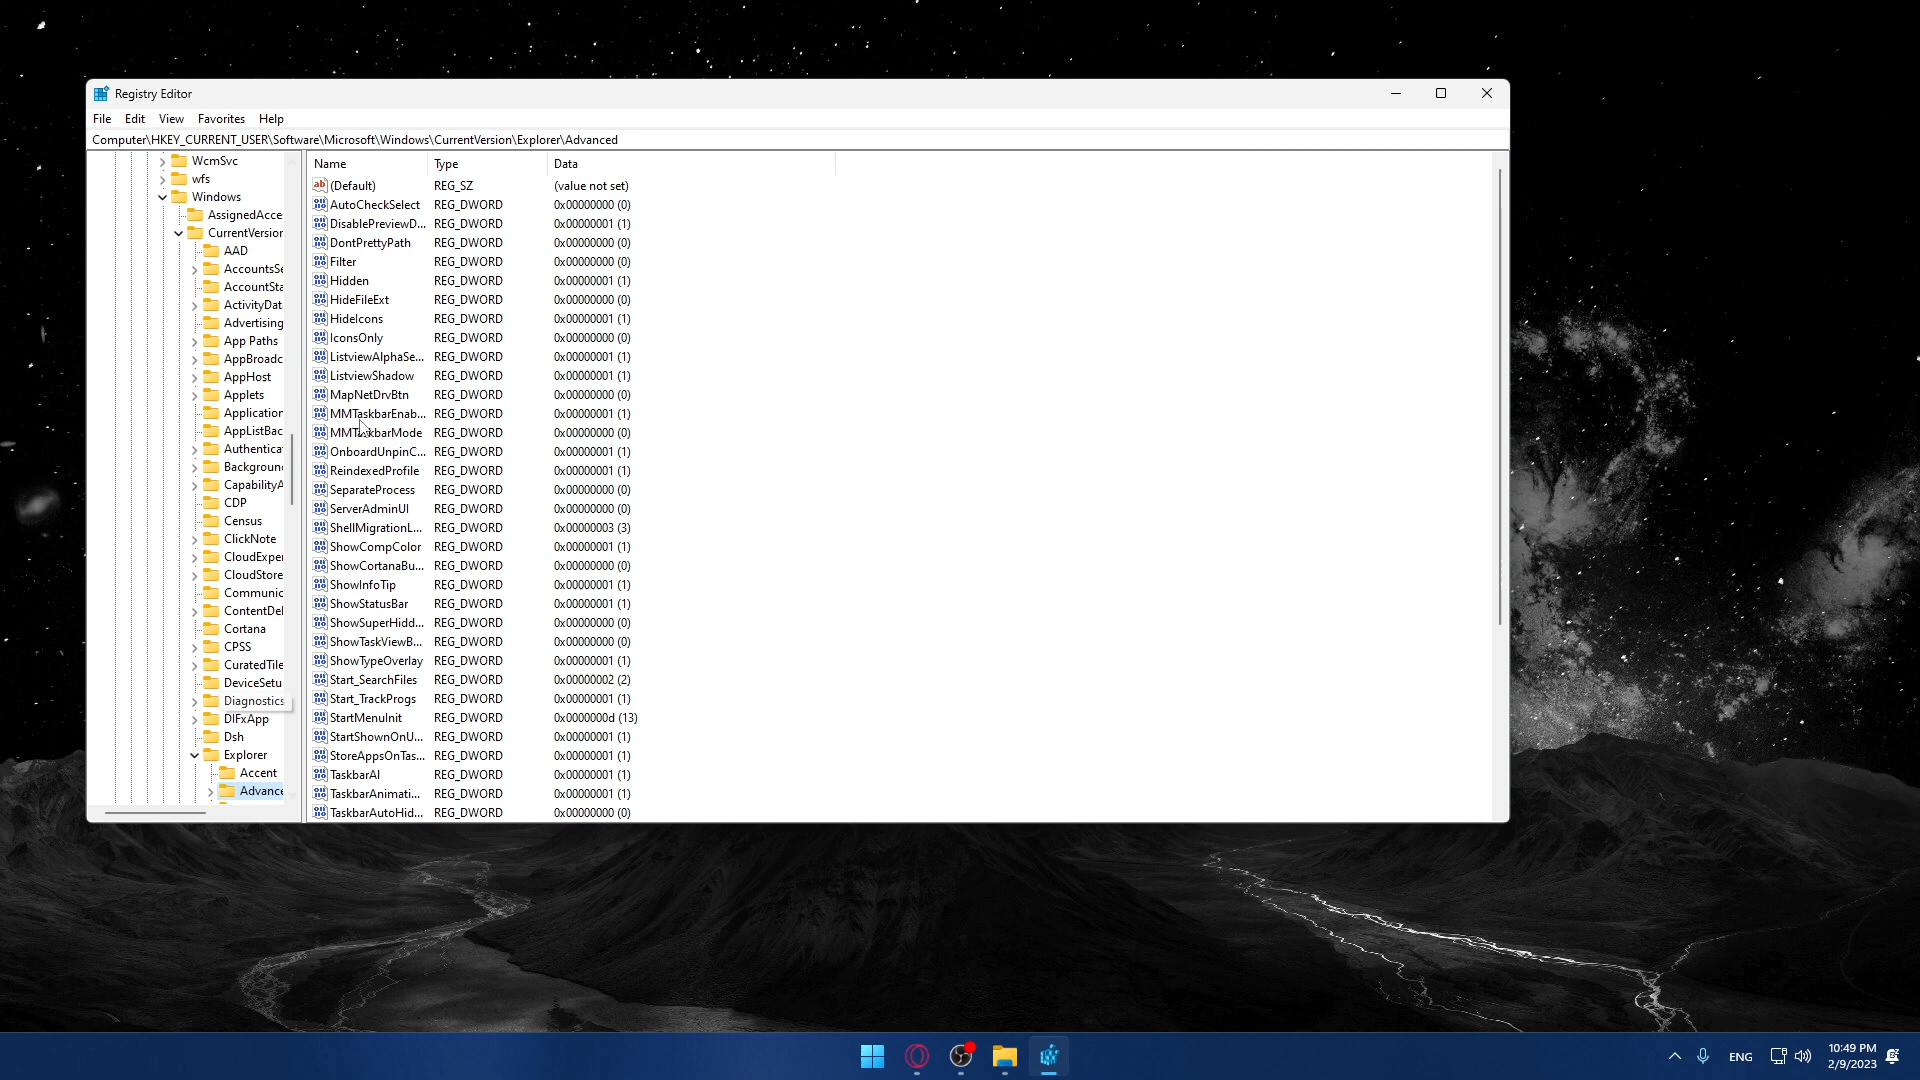 Registry Editor
File Edit View Favorites Help
Computer\HKEY_CURRENT_USER\Software\Microsoft\Windows\CurrentVersion\Explorer\Advanced
WcmSvc
wfs
Windows
AssignedAcce
CurrentVersion
AAD
AccountsSe
AccountSta
ActivityDat
Advertising
App Paths
AppBroadc
AppHost
Applets
Application
AppListBac
Authenticat
Background
CapabilityA
CDP
Census
ClickNote
CloudExper
CloudStore
Communic
ContentDel
Cortana
CPSS
CuratedTile
DeviceSetu
Diagnostics
DIFxApp
Dsh
Explorer
Accent
Advance
Name Type Data
(Default) REG_SZ (value not set)
AutoCheckSelect REG_DWORD 0x00000000 (0)
DisablePreviewD... REG_DWORD 0x00000001 (1)
DontPrettyPath REG_DWORD 0x00000000 (0)
Filter REG_DWORD 0x00000000 (0)
Hidden REG_DWORD 0x00000001 (1)
HideFileExt REG_DWORD 0x00000000 (0)
HideIcons REG_DWORD 0x00000001 (1)
IconsOnly REG_DWORD 0x00000000 (0)
ListviewAlphaSe... REG_DWORD 0x00000001 (1)
ListviewShadow REG_DWORD 0x00000001 (1)
MapNetDrvBtn REG_DWORD 0x00000000 (0)
MMTaskbarEnab... REG_DWORD 0x00000001 (1)
MMTaskbarMode REG_DWORD 0x00000000 (0)
OnboardUnpinC... REG_DWORD 0x00000001 (1)
ReindexedProfile REG_DWORD 0x00000001 (1)
SeparateProcess REG_DWORD 0x00000000 (0)
ServerAdminUI REG_DWORD 0x00000000 (0)
ShellMigrationL... REG_DWORD 0x00000003 (3)
ShowCompColor REG_DWORD 0x00000001 (1)
ShowCortanaBu... REG_DWORD 0x00000000 (0)
ShowInfoTip REG_DWORD 0x00000001 (1)
ShowStatusBar REG_DWORD 0x00000001 (1)
ShowSuperHidd... REG_DWORD 0x00000000 (0)
ShowTaskViewB... REG_DWORD 0x00000000 (0)
ShowTypeOverlay REG_DWORD 0x00000001 (1)
Start_SearchFiles REG_DWORD 0x00000002 (2)
Start_TrackProgs REG_DWORD 0x00000001 (1)
StartMenuInit REG_DWORD 0x0000000d (13)
StartShownOnU... REG_DWORD 0x00000001 (1)
StoreAppsOnTas... REG_DWORD 0x00000001 (1)
TaskbarAl REG_DWORD 0x00000001 (1)
TaskbarAnimati... REG_DWORD 0x00000001 (1)
TaskbarAutoHid... REG_DWORD 0x00000000 (0)
ENG
10:49 PM
2/9/2023